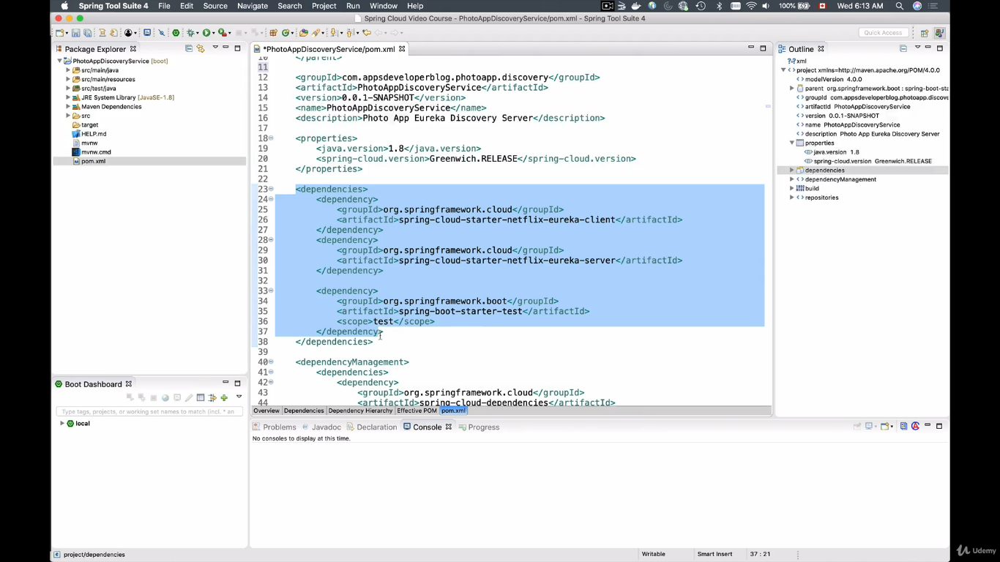 Spring Tool Suite 4 File Edit Source Navigate Search Project Run Window Help 100% Wed 6:13 AM
Spring Cloud Video Course - PhotoAppDiscoveryService/pom.xml - Spring Tool Suite 4
Quick Access
Package Explorer
PhotoAppDiscoveryService [boot]
src/main/java
src/main/resources
src/test/java
JRE System Library [JavaSE-1.8]
Maven Dependencies
src
target
HELP.md
mvnw
mvnw.cmd
pom.xml
*PhotoAppDiscoveryService/pom.xml
10 </parent>
11
12 <groupId>com.appsdeveloperblog.photoapp.discovery</groupId>
13 <artifactId>PhotoAppDiscoveryService</artifactId>
14 <version>0.0.1-SNAPSHOT</version>
15 <name>PhotoAppDiscoveryService</name>
16 <description>Photo App Eureka Discovery Server</description>
17
18 <properties>
19 <java.version>1.8</java.version>
20 <spring-cloud.version>Greenwich.RELEASE</spring-cloud.version>
21 </properties>
22
23 <dependencies>
24 <dependency>
25 <groupId>org.springframework.cloud</groupId>
26 <artifactId>spring-cloud-starter-netflix-eureka-client</artifactId>
27 </dependency>
28 <dependency>
29 <groupId>org.springframework.cloud</groupId>
30 <artifactId>spring-cloud-starter-netflix-eureka-server</artifactId>
31 </dependency>
32
33 <dependency>
34 <groupId>org.springframework.boot</groupId>
35 <artifactId>spring-boot-starter-test</artifactId>
36 <scope>test</scope>
37 </dependency>
38 </dependencies>
39
40 <dependencyManagement>
41 <dependencies>
42 <dependency>
43 <groupId>org.springframework.cloud</groupId>
44 <artifactId>spring-cloud-dependencies</artifactId>
Overview Dependencies Dependency Hierarchy Effective POM pom.xml
Outline
xml
project xmlns=http://maven.apache.org/POM/4.0.0
modelVersion 4.0.0
parent org.springframework.boot : spring-boot-sta
groupId com.appsdeveloperblog.photoapp.discov
artifactId PhotoAppDiscoveryService
version 0.0.1-SNAPSHOT
name PhotoAppDiscoveryService
description Photo App Eureka Discovery Server
properties
java.version 1.8
spring-cloud.version Greenwich.RELEASE
dependencies
dependencyManagement
build
repositories
Boot Dashboard
Type tags, projects, or working set names to match (incl. * an
local
Problems Javadoc Declaration Console Progress
No consoles to display at this time.
project/dependencies Writable Smart Insert 37 : 21
Udemy